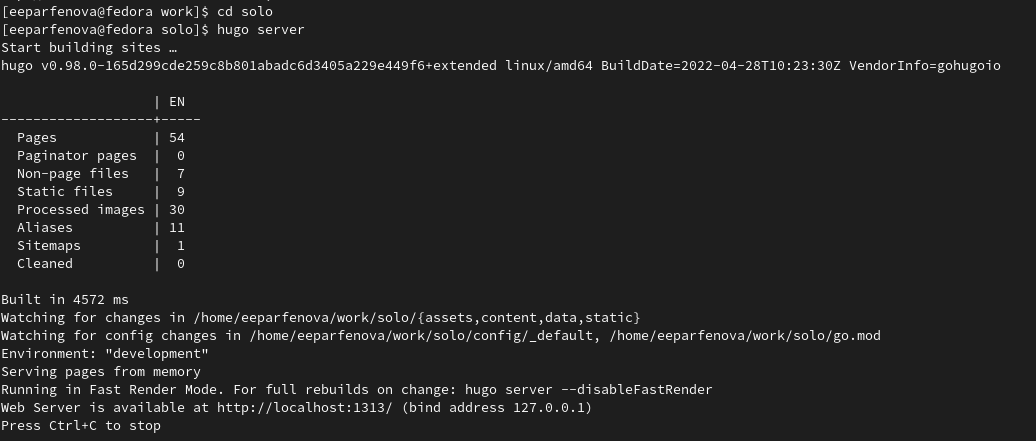 [eeparfenova@fedora work]$ cd solo
[eeparfenova@fedora solo]$ hugo server
Start building sites …
hugo v0.98.0-165d299cde259c8b801abadc6d3405a229e449f6+extended linux/amd64 BuildDate=2022-04-28T10:23:30Z VendorInfo=gohugoio
                   | EN
-------------------+-----
  Pages            | 54
  Paginator pages  |  0
  Non-page files   |  7
  Static files     |  9
  Processed images | 30
  Aliases          | 11
  Sitemaps         |  1
  Cleaned          |  0
Built in 4572 ms
Watching for changes in /home/eeparfenova/work/solo/{assets,content,data,static}
Watching for config changes in /home/eeparfenova/work/solo/config/_default, /home/eeparfenova/work/solo/go.mod
Environment: "development"
Serving pages from memory
Running in Fast Render Mode. For full rebuilds on change: hugo server --disableFastRender
Web Server is available at http://localhost:1313/ (bind address 127.0.0.1)
Press Ctrl+C to stop